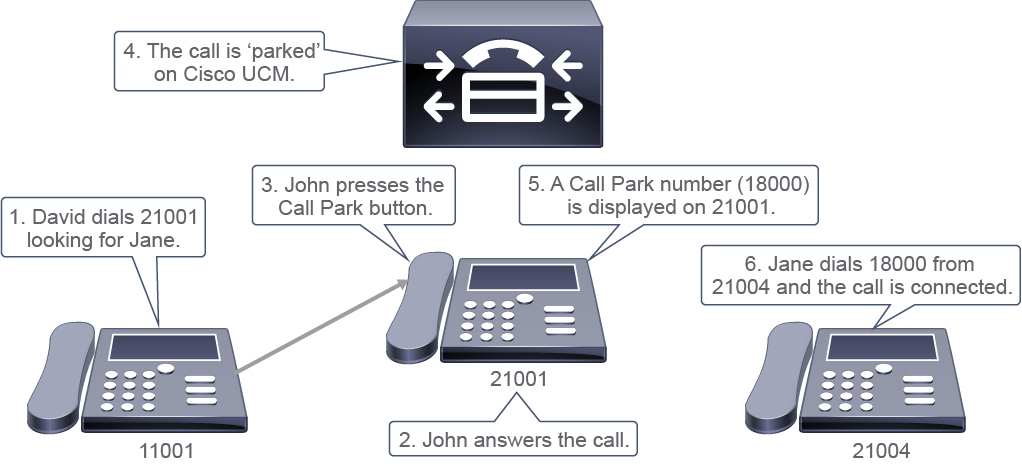 4. The call is ‘parked’
on Cisco UCM.
3. John presses the
Call Park button.
5. A Call Park number (18000)
is displayed on 21001.
1. David dials 21001
looking for Jane.
6. Jane dials 18000 from
21004 and the call is connected.
21001
2. John answers the call.
11001
21004